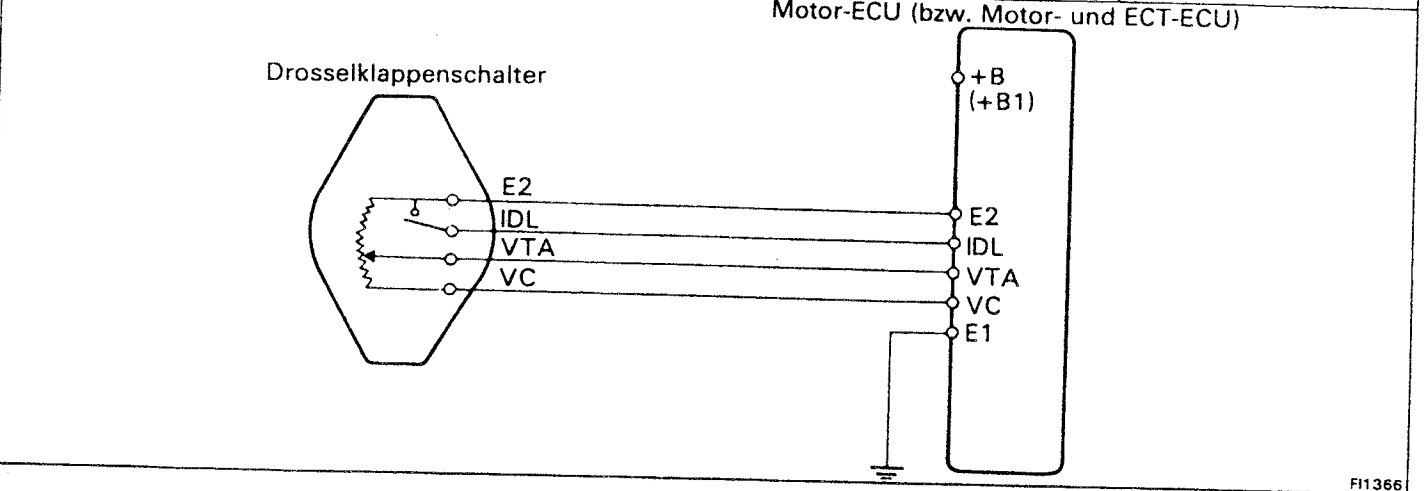 Motor-ECU (bzw. Motor- und ECT-ECU)
Drosselklappenschalter
+B
(+B1)
E2
IDL
VTA
VC
E2
IDL
VTA
VC
E1
FI1366